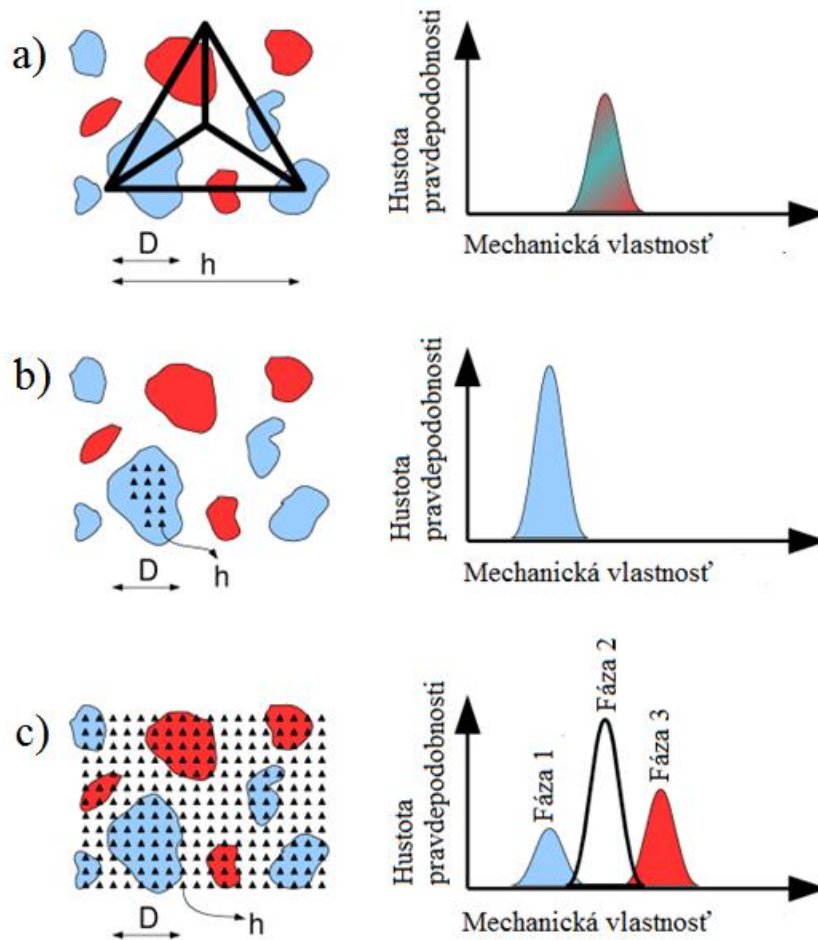 a)
D
h
Hustota
pravdepodobnosti
Mechanická vlastnosť
b)
D
h
Hustota
pravdepodobnosti
Mechanická vlastnosť
c)
D
h
Hustota
pravdepodobnosti
Fáza 1
Fáza 2
Fáza 3
Mechanická vlastnosť